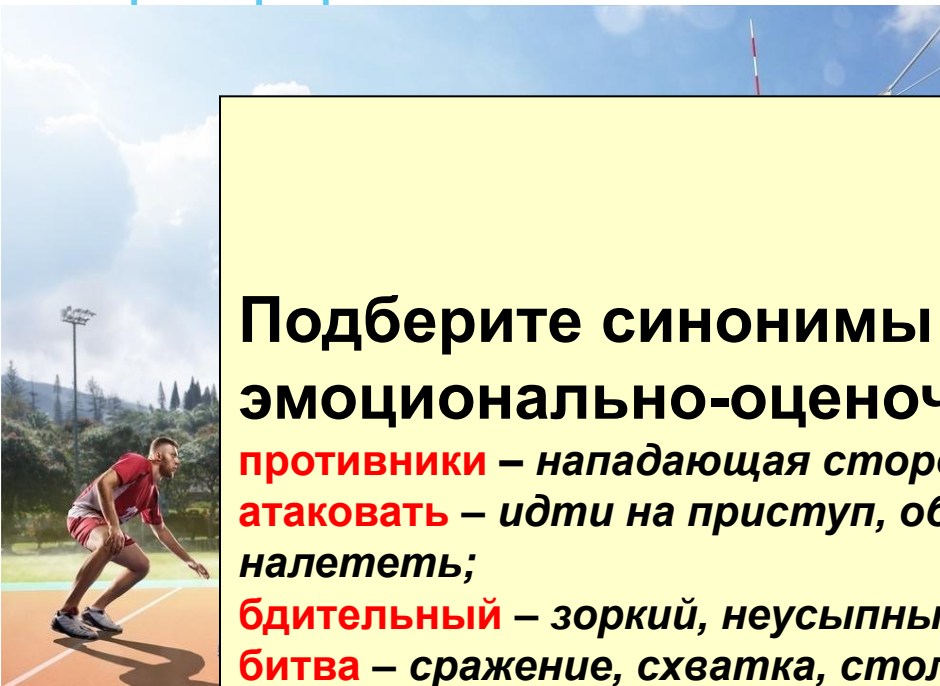 Подберите синонимы
эмоционально-оценоч
противники – нападающая сторо
атаковать – идти на приступ, об
налететь;
бдительный – зоркий, неусыпны
битва – сражение, схватка, стол